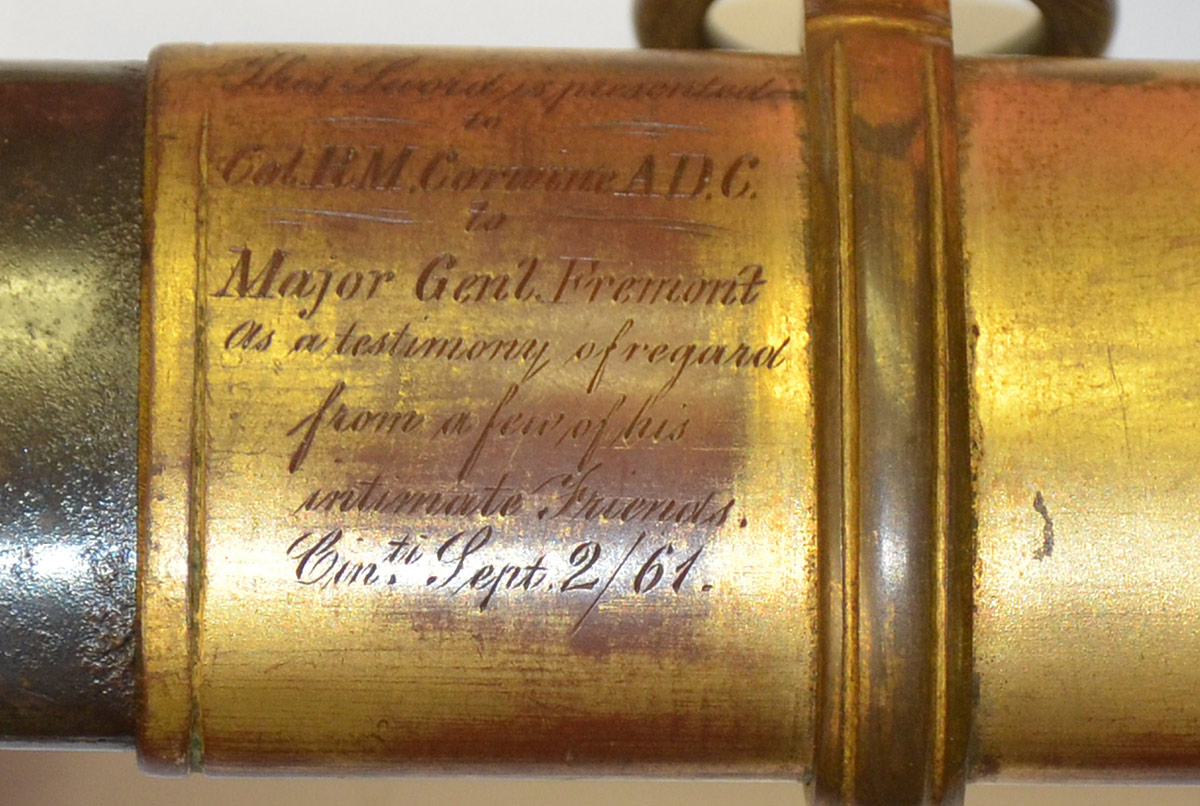 This Sword is presented
to
Col. R.M. Corwine A.D.C.
to
Major Genl. Fremont
as a testimony of regard
from a few of his
intimate Friends.
Cin.ti Sept. 2/61.